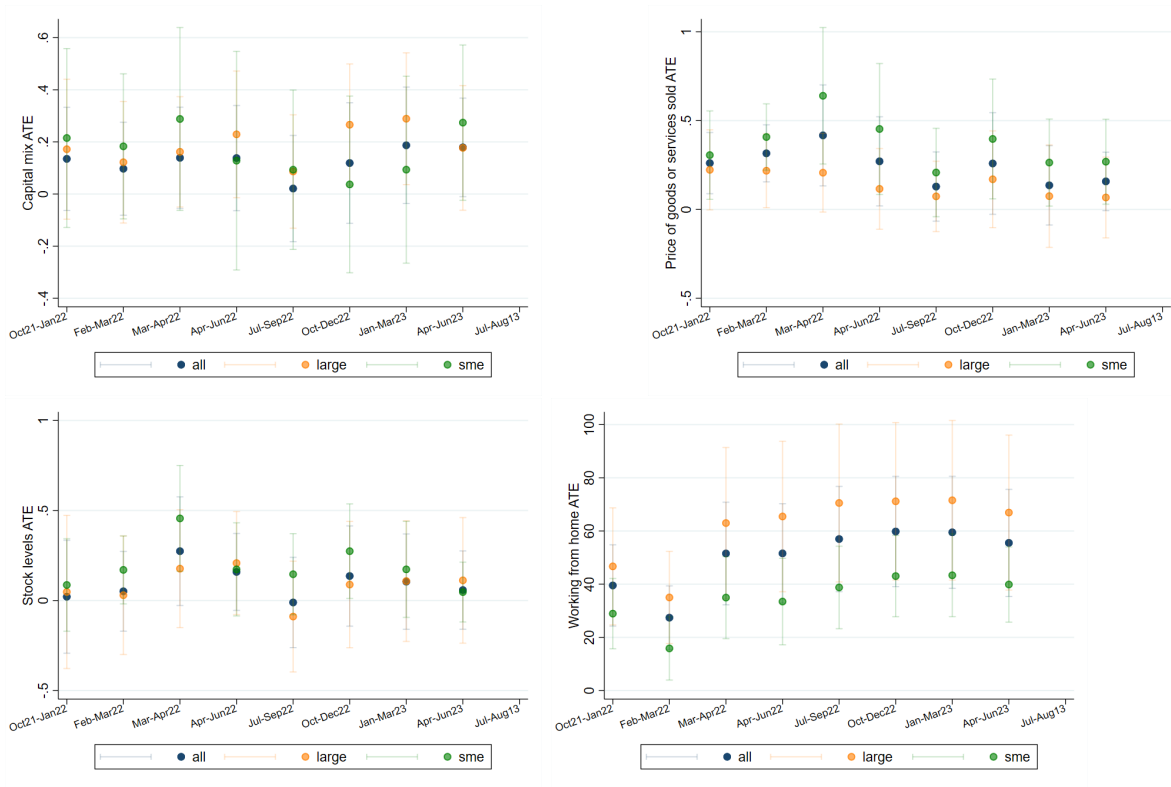 Capital mix ATE
.6
.4
.2
0
-.2
-.4
Oct21-Jan22 Feb-Mar22 Mar-Apr22 Apr-Jun22 Jul-Sep22 Oct-Dec22 Jan-Mar23 Apr-Jun23 Jul-Aug13
all large sme
Price of goods or services sold ATE
1
.5
0
-.5
Oct21-Jan22 Feb-Mar22 Mar-Apr22 Apr-Jun22 Jul-Sep22 Oct-Dec22 Jan-Mar23 Apr-Jun23 Jul-Aug13
all large sme
Stock levels ATE
1
.5
0
-.5
Oct21-Jan22 Feb-Mar22 Mar-Apr22 Apr-Jun22 Jul-Sep22 Oct-Dec22 Jan-Mar23 Apr-Jun23 Jul-Aug13
all large sme
Working from home ATE
100
80
60
40
20
0
Oct21-Jan22 Feb-Mar22 Mar-Apr22 Apr-Jun22 Jul-Sep22 Oct-Dec22 Jan-Mar23 Apr-Jun23 Jul-Aug13
all large sme